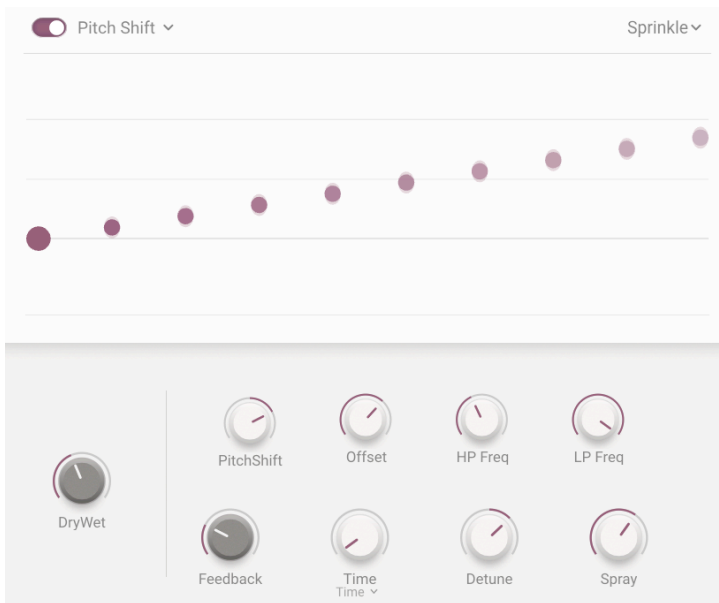 Pitch Shift
Sprinkle
PitchShift
Offset
HP Freq
LP Freq
DryWet
Feedback
Time
Detune
Spray
Time